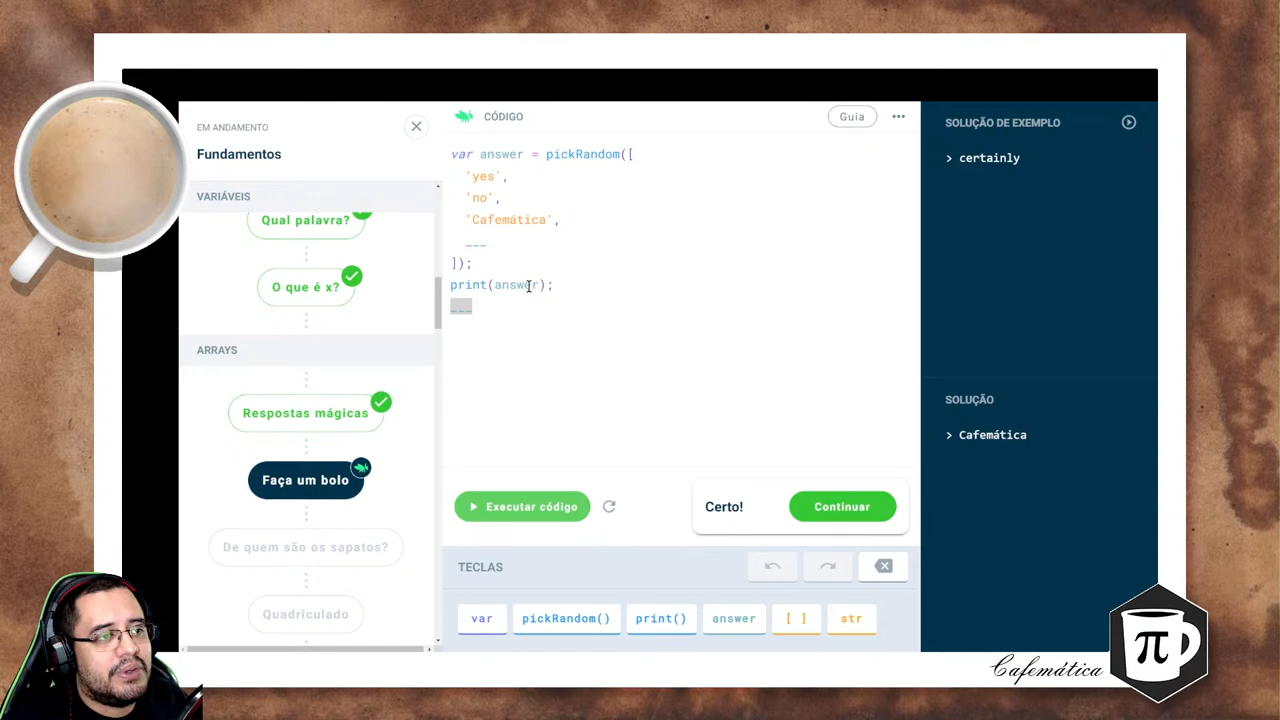 EM ANDAMENTO
Fundamentos
VARIÁVEIS
Qual palavra?
O que é x?
ARRAYS
Respostas mágicas
Faça um bolo
De quem são os sapatos?
Quadriculado
CÓDIGO
Guia
var answer = pickRandom([
'yes',
'no',
'Cafemática',
___
]);
print(answer);
___
Executar código
Certo!
Continuar
TECLAS
var
pickRandom()
print()
answer
[ ]
str
SOLUÇÃO DE EXEMPLO
> certainly
SOLUÇÃO
> Cafemática
Cafemática
π